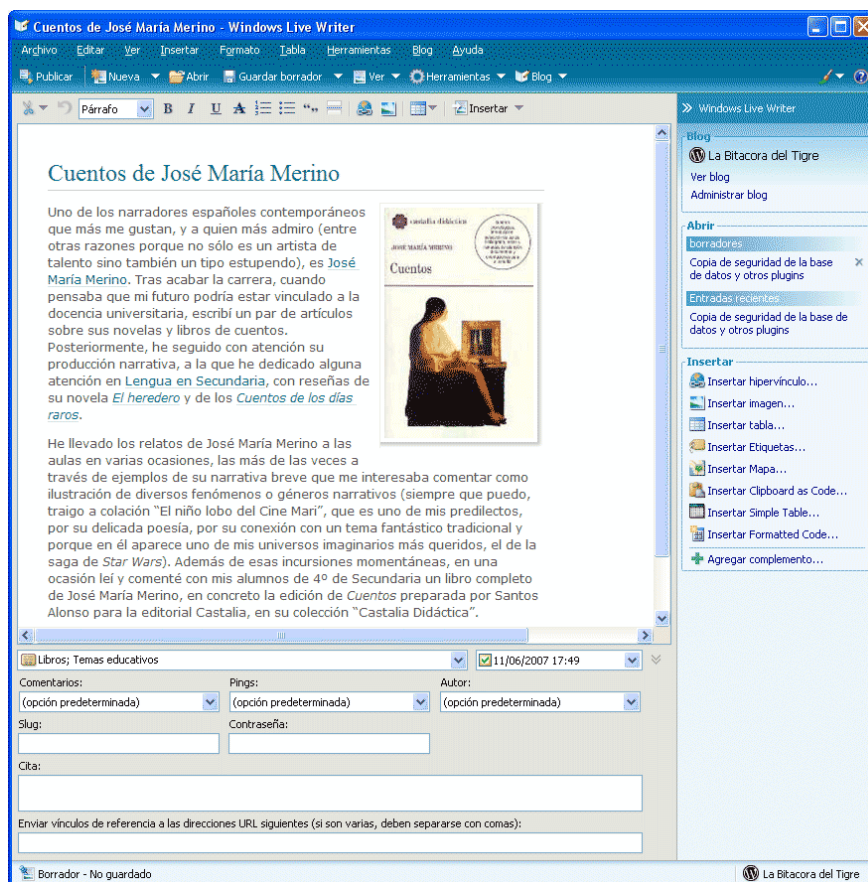 Cuentos de José María Merino - Windows Live Writer
Archivo Editar Ver Insertar Formato Tabla Herramientas Blog Ayuda
Publicar Nueva Abrir Guardar borrador Ver Herramientas Blog
Párrafo B I U A Insertar
Cuentos de José María Merino
Uno de los narradores españoles contemporáneos
que más me gustan, y a quien más admiro (entre
otras razones porque no sólo es un artista de
talento sino también un tipo estupendo), es José
María Merino. Tras acabar la carrera, cuando
pensaba que mi futuro podría estar vinculado a la
docencia universitaria, escribí un par de artículos
sobre sus novelas y libros de cuentos.
Posteriormente, he seguido con atención su
producción narrativa, a la que he dedicado alguna
atención en Lengua en Secundaria, con reseñas de
su novela El heredero y de los Cuentos de los días
raros.
castalia didáctica
JOSÉ MARÍA MERINO
Cuentos
He llevado los relatos de José María Merino a las
aulas en varias ocasiones, las más de las veces a
través de ejemplos de su narrativa breve que me interesaba comentar como
ilustración de diversos fenómenos o géneros narrativos (siempre que puedo,
traigo a colación “El niño lobo del Cine Mari”, que es uno de mis predilectos,
por su delicada poesía, por su conexión con un tema fantástico tradicional y
porque en él aparece uno de mis universos imaginarios más queridos, el de la
saga de Star Wars). Además de esas incursiones momentáneas, en una
ocasión leí y comenté con mis alumnos de 4º de Secundaria un libro completo
de José María Merino, en concreto la edición de Cuentos preparada por Santos
Alonso para la editorial Castalia, en su colección “Castalia Didáctica”.
Libros; Temas educativos
11/06/2007 17:49
Comentarios: Pings: Autor:
(opción predeterminada) (opción predeterminada) (opción predeterminada)
Slug: Contraseña:
Cita:
Enviar vínculos de referencia a las direcciones URL siguientes (si son varias, deben separarse con comas):
Borrador - No guardado
La Bitacora del Tigre
Windows Live Writer
Blog
La Bitacora del Tigre
Ver blog
Administrar blog
Abrir
borradores
Copia de seguridad de la base
de datos y otros plugins
Entradas recientes
Copia de seguridad de la base de
datos y otros plugins
Insertar
Insertar hipervínculo...
Insertar imagen...
Insertar tabla...
Insertar Etiquetas...
Insertar Mapa...
Insertar Clipboard as Code...
Insertar Simple Table...
Insertar Formatted Code...
Agregar complemento...